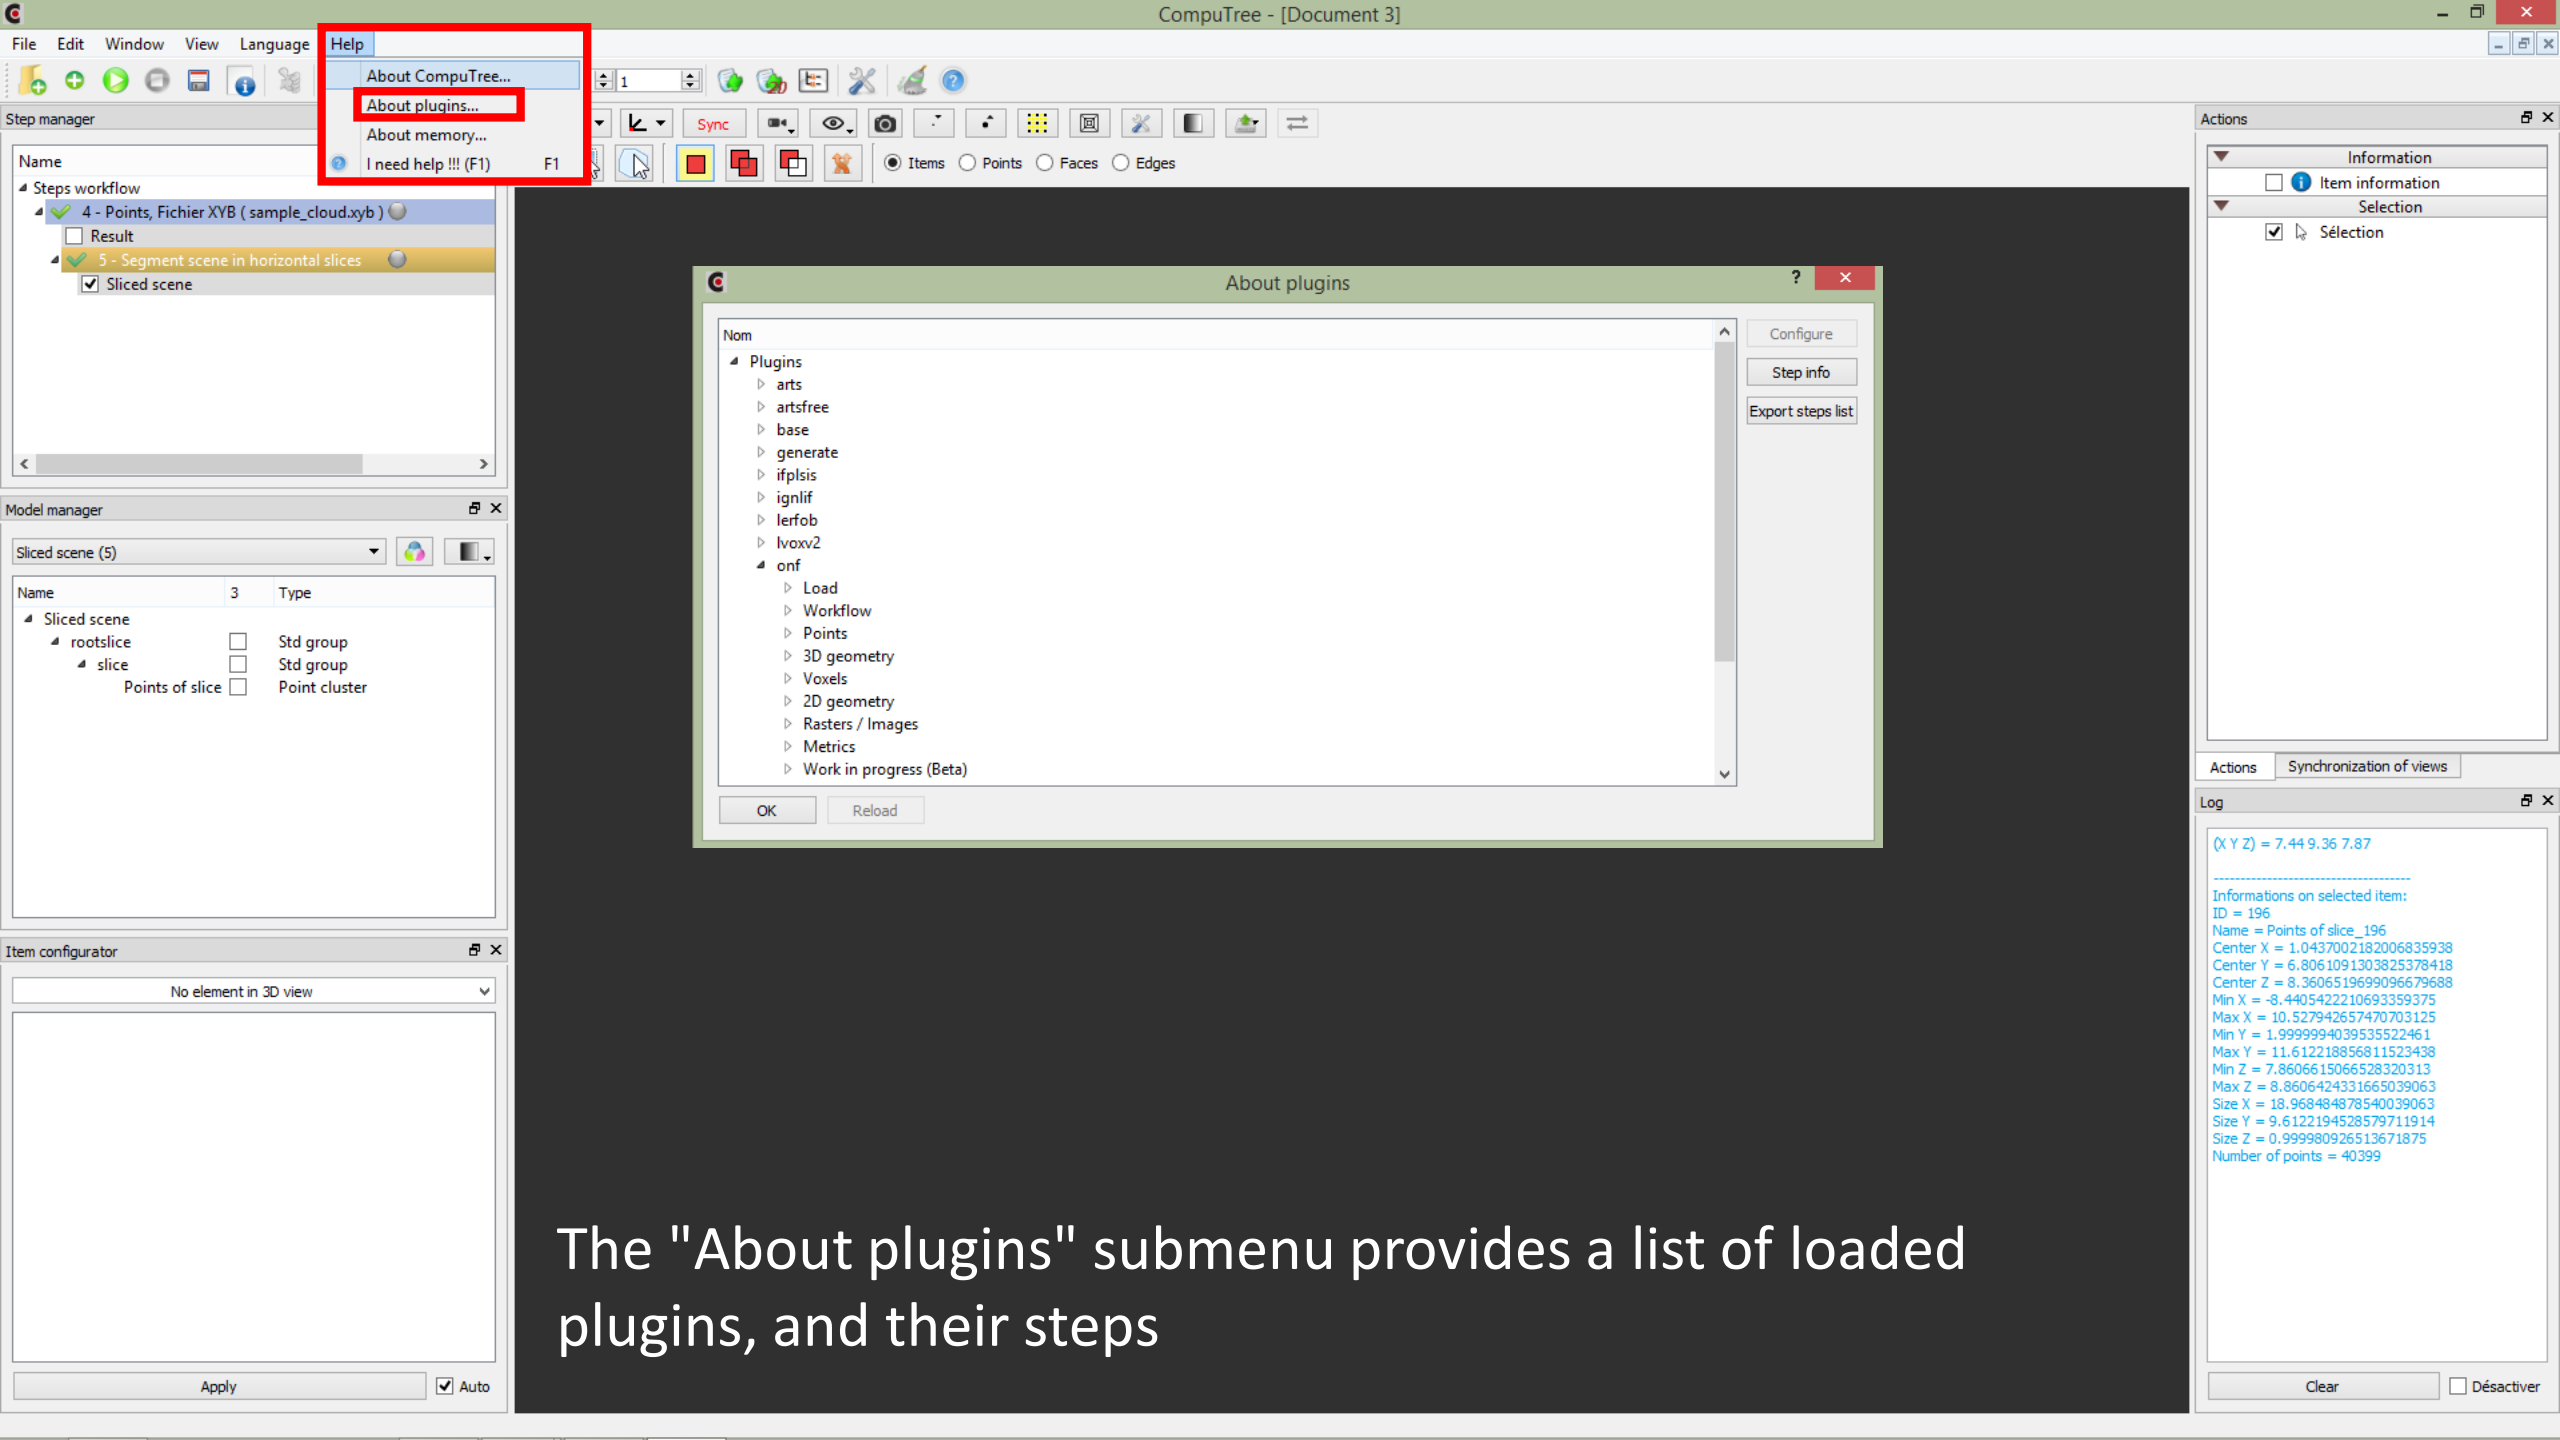 CompuTree - [Document 3]
File Edit Window View Language Help
About CompuTree...
About plugins...
About memory...
I need help !!! (F1) F1
1
Sync
Items Points Faces Edges
Step manager
Name
Steps workflow
4 - Points, Fichier XYB ( sample_cloud.xyb )
Result
5 - Segment scene in horizontal slices
Sliced scene
Model manager
Sliced scene (5)
Name 3 Type
Sliced scene
rootslice Std group
slice Std group
Points of slice Point cluster
Item configurator
No element in 3D view
Apply Auto
About plugins
?
Nom
Plugins
arts
artsfree
base
generate
ifplsis
ignlif
lerfob
lvoxv2
onf
Load
Workflow
Points
3D geometry
Voxels
2D geometry
Rasters / Images
Metrics
Work in progress (Beta)
Configure
Step info
Export steps list
OK Reload
The "About plugins" submenu provides a list of loaded
plugins, and their steps
Actions
Information
Item information
Selection
Sélection
Actions Synchronization of views
Log
(X Y Z) = 7.44 9.36 7.87
--------------------------------------
Informations on selected item:
ID = 196
Name = Points of slice_196
Center X = 1.0437002182006835938
Center Y = 6.8061091303825378418
Center Z = 8.3606519699096679688
Min X = -8.4405422210693359375
Max X = 10.527942657470703125
Min Y = 1.9999994039535522461
Max Y = 11.612218856811523438
Min Z = 7.8606615066528320313
Max Z = 8.8606424331665039063
Size X = 18.968484878540039063
Size Y = 9.6122194528579711914
Size Z = 0.999980926513671875
Number of points = 40399
Clear Désactiver